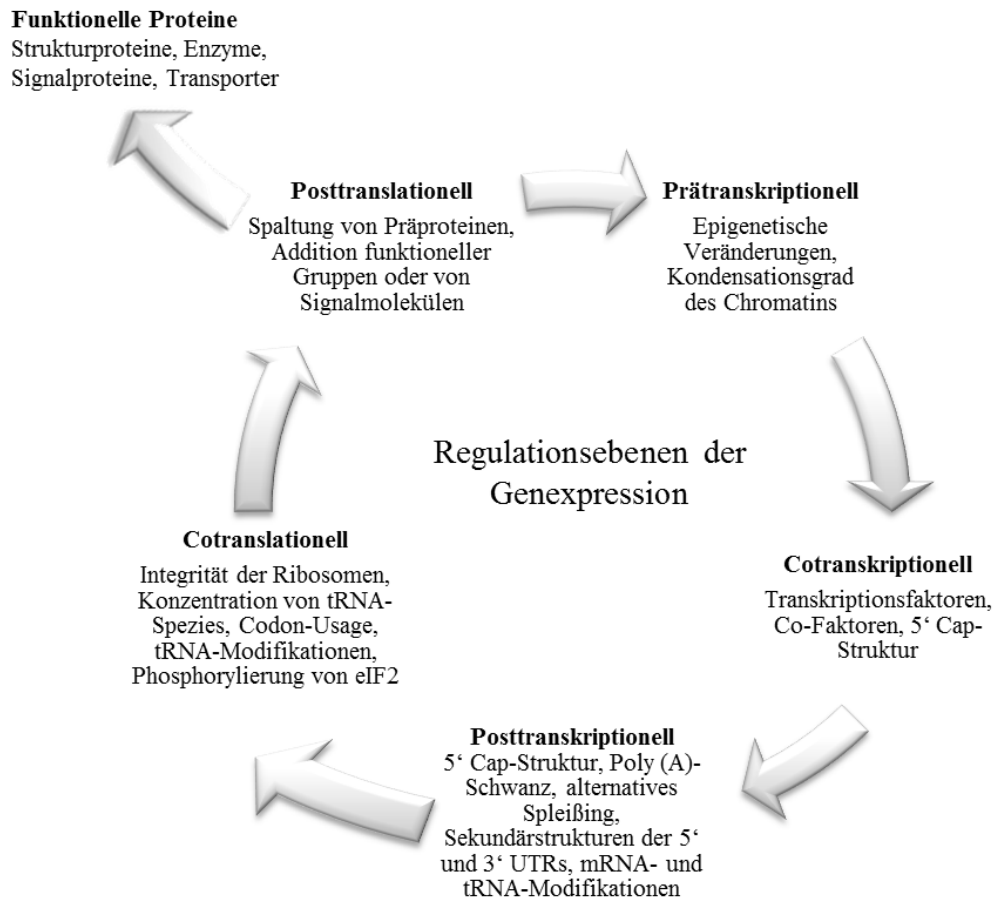 Funktionelle Proteine
Strukturproteine, Enzyme,
Signalproteine, Transporter
Posttranslationell
Spaltung von Präproteinen,
Addition funktioneller
Gruppen oder von
Signalmolekülen
Prätranskriptionell
Epigenetische
Veränderungen,
Kondensationsgrad
des Chromatins
Regulationsebenen der
Genexpression
Cotranskriptionell
Transkriptionsfaktoren,
Co-Faktoren, 5‘ Cap-
Struktur
Posttranskriptionell
5‘ Cap-Struktur, Poly (A)-
Schwanz, alternatives
Spleißing,
Sekundärstrukturen der 5‘
und 3‘ UTRs, mRNA- und
tRNA-Modifikationen
Cotranslationell
Integrität der Ribosomen,
Konzentration von tRNA-
Spezies, Codon-Usage,
tRNA-Modifikationen,
Phosphorylierung von eIF2